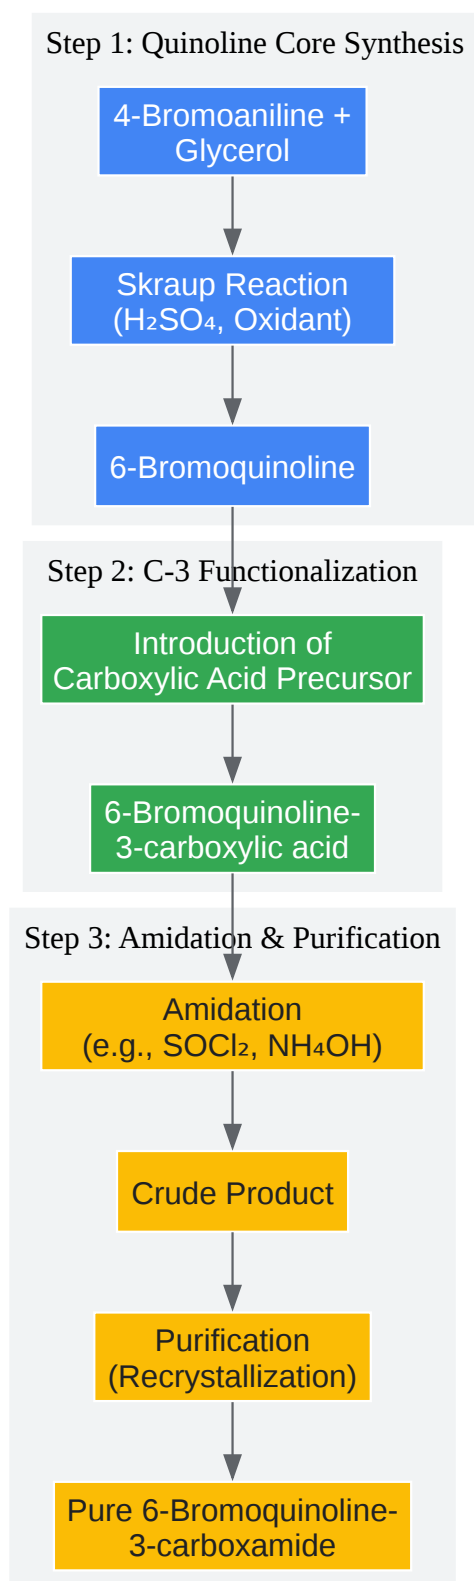 Step 1: Quinoline Core Synthesis
4-Bromoaniline +
Glycerol
Skraup Reaction
(H₂SO₄, Oxidant)
6-Bromoquinoline
Step 2: C-3 Functionalization
Introduction of
Carboxylic Acid Precursor
6-Bromoquinoline-
3-carboxylic acid
Step 3: Amidation & Purification
Amidation
(e.g., SOCl₂, NH₄OH)
Crude Product
Purification
(Recrystallization)
Pure 6-Bromoquinoline-
3-carboxamide